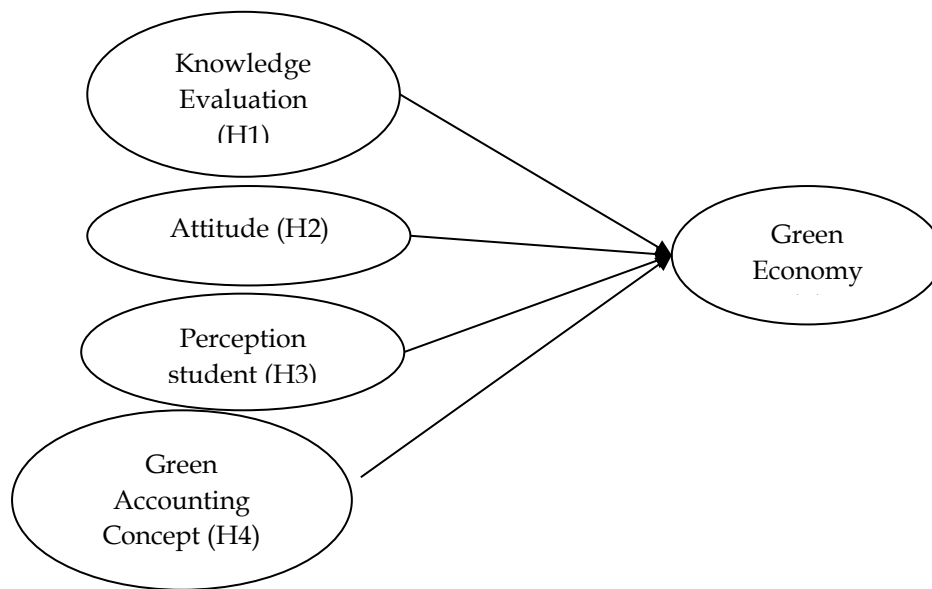 Knowledge
Evaluation
(H1)
Attitude (H2)
Perception
student (H3)
Green
Accounting
Concept (H4)
Green
Economy